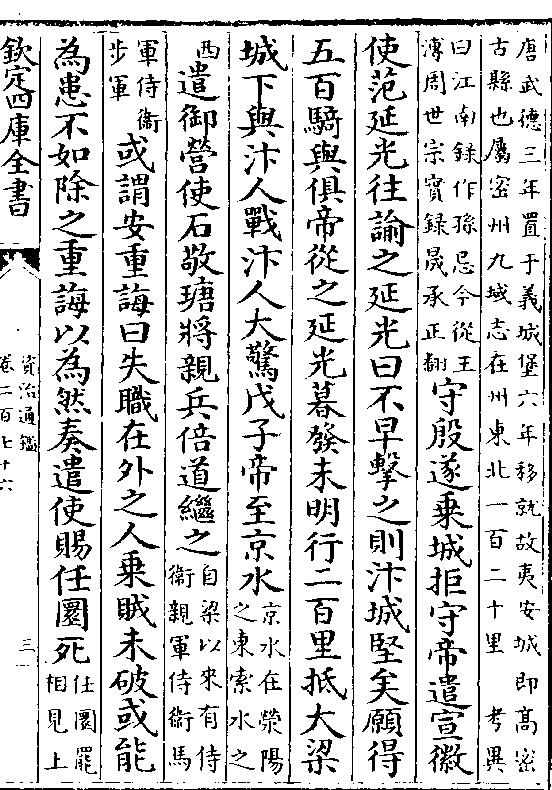 唐武德三年置于義城堡六年移就故夷安城即髙密
古縣也屬密州九域志在州東北一百二十里　考異
曰江南錄作孫忌今從王
溥周世宗實録晟承正翻
守殷遂乗城拒守帝遣宣徽
使范延光往諭之延光曰不早擊之則汴城堅矣願得
五百騎與俱帝從之延光暮發未明行二百里抵大梁
城下與汴人戰汴人大驚戊子帝至京水
京水在滎陽
之東索水之
西
遣御營使石敬瑭將親兵倍道繼之
自梁以來有侍
衞親軍侍衞馬
軍侍衞
步軍
或謂安重誨曰失職在外之人乗賊未破或能
為患不如除之重誨以為然奏遣使賜任圜死
任圜罷
相見上
欽定四庫全書
資治通鑑
卷二百七十六
三